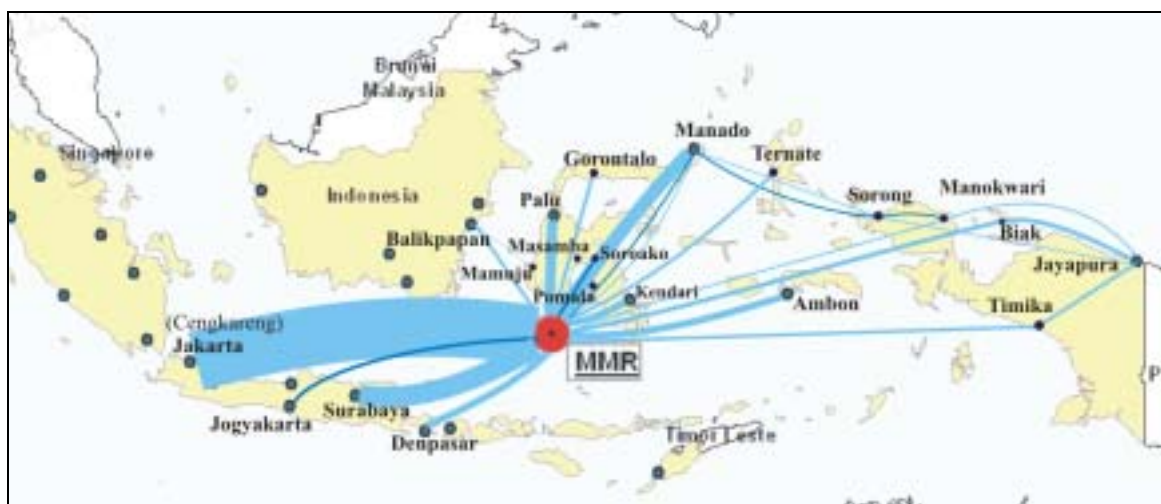 Brunei
Malaysia
Manado
Singapore
Gorontalo
Ternate
Indonesia
Palu
Sorong
Manokwari
Balikpapan
Masamba
Soroako
Biak
Mamuju
Pomala
Kendari
Jayapura
Ambon
Timika
(Cengkareng)
Jakarta
MMR
P
Jogyakarta
Surabaya
Denpasar
Timor Leste